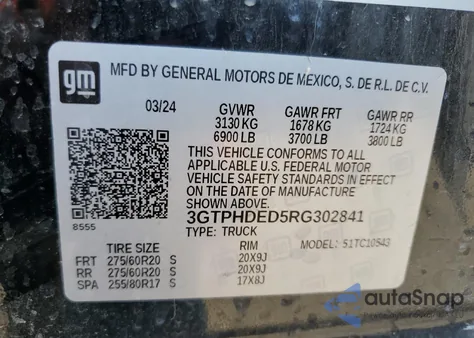 gm
MFD BY GENERAL MOTORS DE MEXICO, S. DE R.L. DE C.V.
03/24 GVWR GAWR FRT GAWR RR
3130 KG 1678 KG 1724 KG
6900 LB 3700 LB 3800 LB
THIS VEHICLE CONFORMS TO ALL
APPLICABLE U.S. FEDERAL MOTOR
VEHICLE SAFETY STANDARDS IN EFFECT
ON THE DATE OF MANUFACTURE
SHOWN ABOVE.
3GTPHDED5RG302841
8555
TYPE: TRUCK MODEL: 51TC10543
TIRE SIZE RIM
FRT 275/60R20 S 20X9J
RR 275/60R20 S 20X9J
SPA 255/80R17 S 17X8J
autoSnap